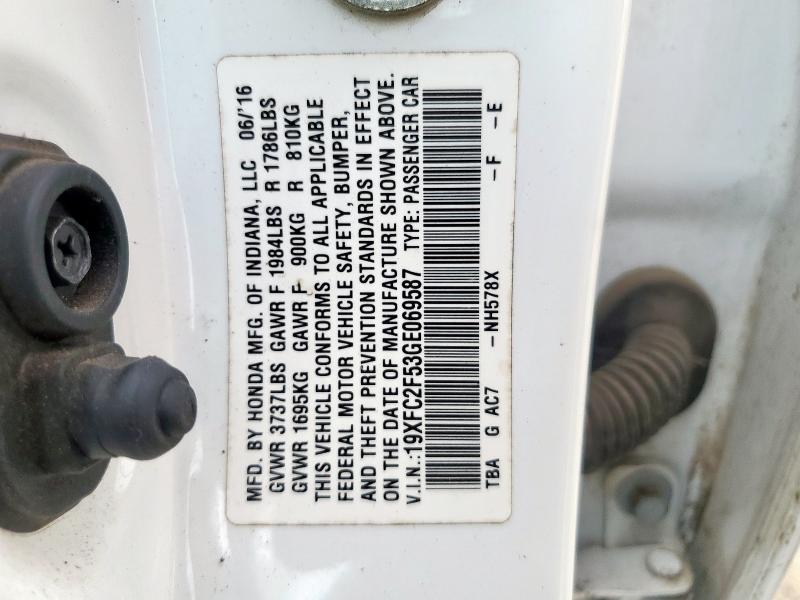 MFD. BY HONDA MFG. OF INDIANA, LLC 06/'16
GVWR 3737LBS GAWR F 1984LBS R 1786LBS
GVWR 1695KG GAWR F 900KG R 810KG
THIS VEHICLE CONFORMS TO ALL APPLICABLE
FEDERAL MOTOR VEHICLE SAFETY, BUMPER,
AND THEFT PREVENTION STANDARDS IN EFFECT
ON THE DATE OF MANUFACTURE SHOWN ABOVE.
V.I.N.:19XFC2F53GE069587 TYPE: PASSENGER CAR
TBA G AC7 -NH578X -F -E